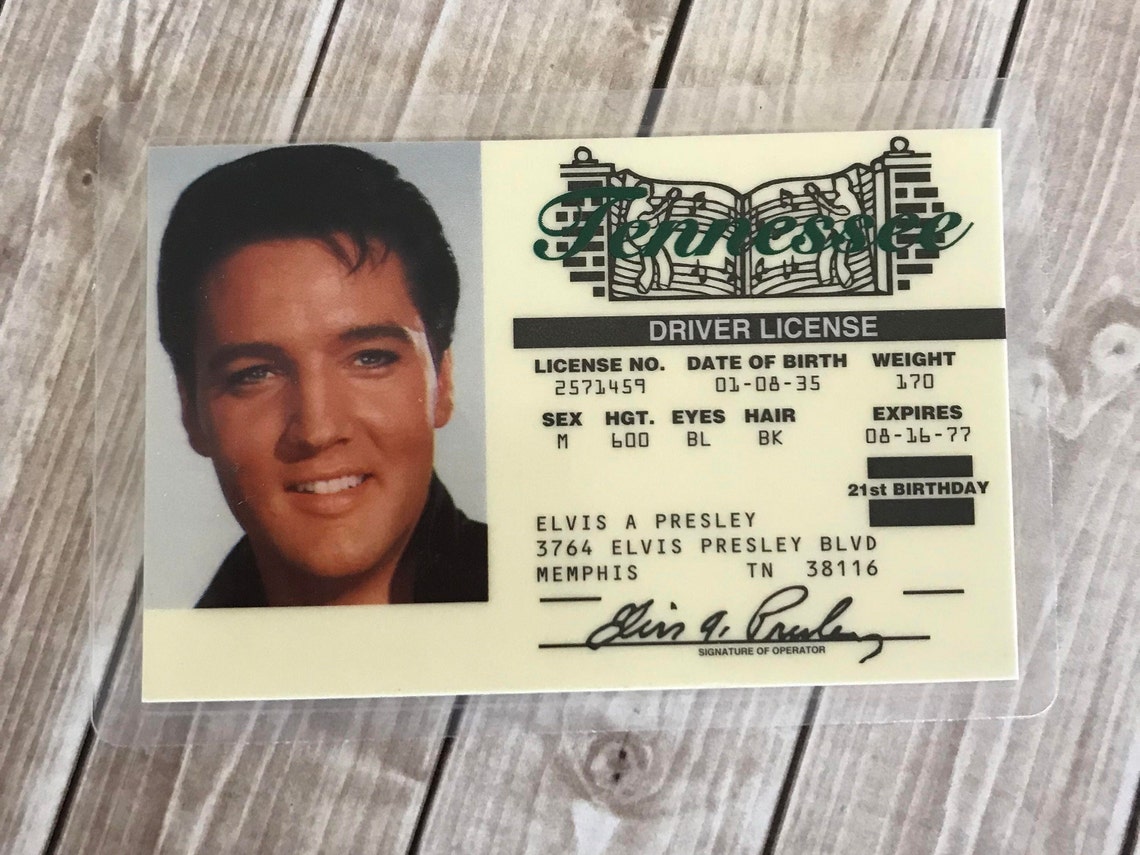 Tennessee
DRIVER LICENSE
LICENSE NO. DATE OF BIRTH WEIGHT
2571459 01-08-35 170
SEX HGT. EYES HAIR EXPIRES
M 600 BL BK 08-16-77
21st BIRTHDAY
ELVIS A PRESLEY
3764 ELVIS PRESLEY BLVD
MEMPHIS TN 38116
Elvis A. Presley
SIGNATURE OF OPERATOR